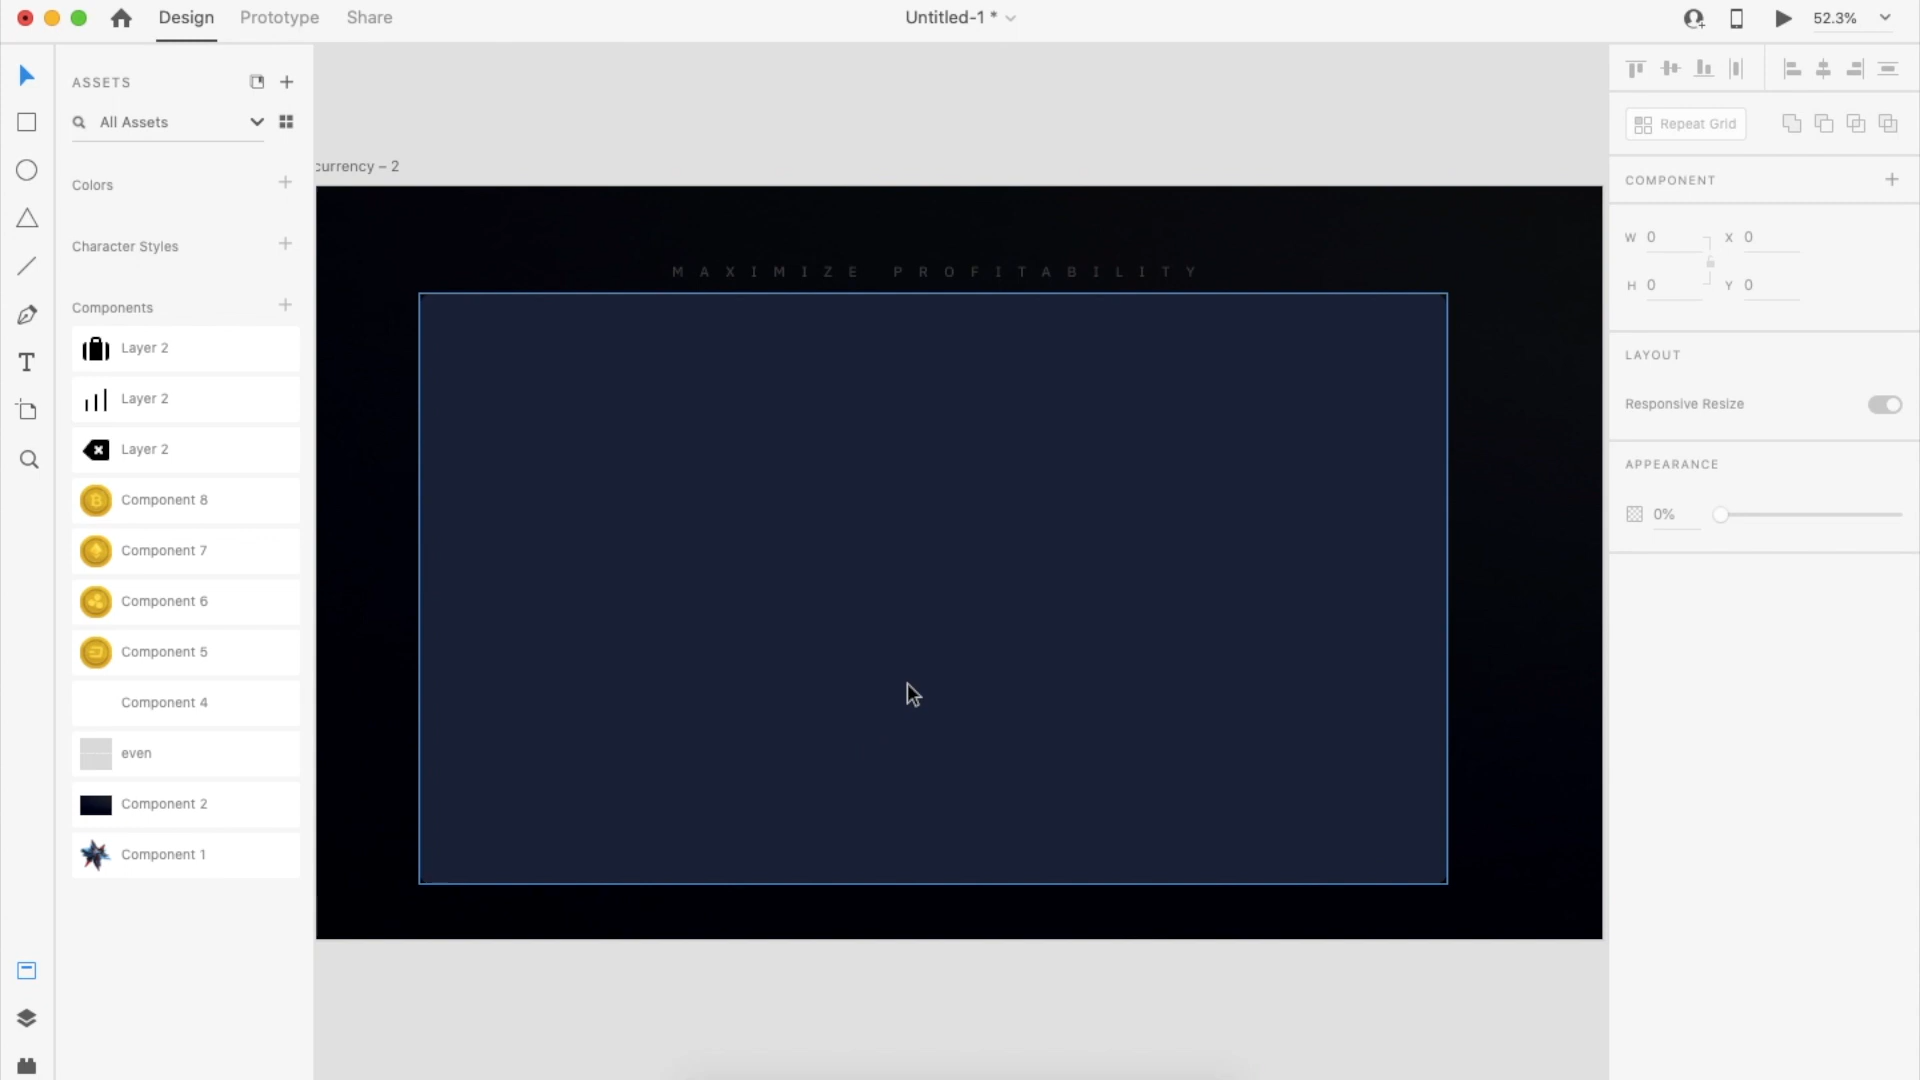 Design
Prototype
Share
Untitled-1 *
52.3%
ASSETS
All Assets
Colors
Character Styles
Components
Layer 2
Layer 2
Layer 2
Component 8
Component 7
Component 6
Component 5
Component 4
even
Component 2
Component 1
currency – 2
MAXIMIZE PROFITABILITY
Repeat Grid
COMPONENT
W 0
X 0
H 0
Y 0
LAYOUT
Responsive Resize
APPEARANCE
0%